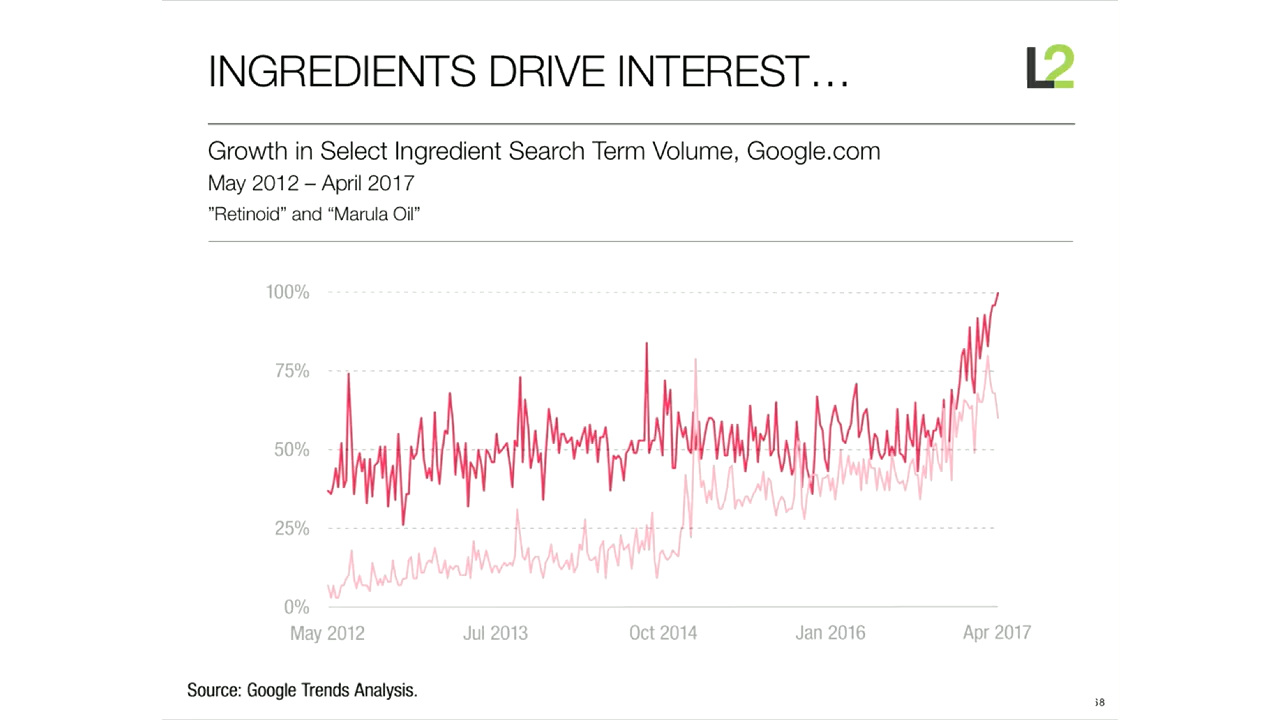 INGREDIENTS DRIVE INTEREST...
L2
Growth in Select Ingredient Search Term Volume, Google.com
May 2012 – April 2017
”Retinoid” and “Marula Oil”
100%
75%
50%
25%
0%
May 2012 Jul 2013 Oct 2014 Jan 2016 Apr 2017
Source: Google Trends Analysis.